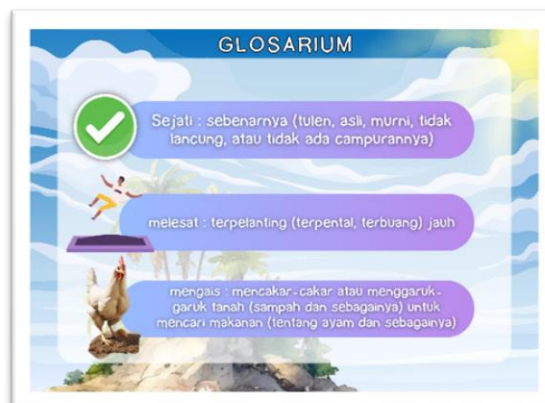 GLOSARIUM
Sejati : sebenarnya (tulen, asli, murni, tidak
lancung, atau tidak ada campurannya)
melesat : terpelanting (terpental, terbuang) jauh
mengais : mencakar-cakar atau menggaruk-
garuk tanah (sampah dan sebagainya) untuk
mencari makanan (tentang ayam dan sebagainya)